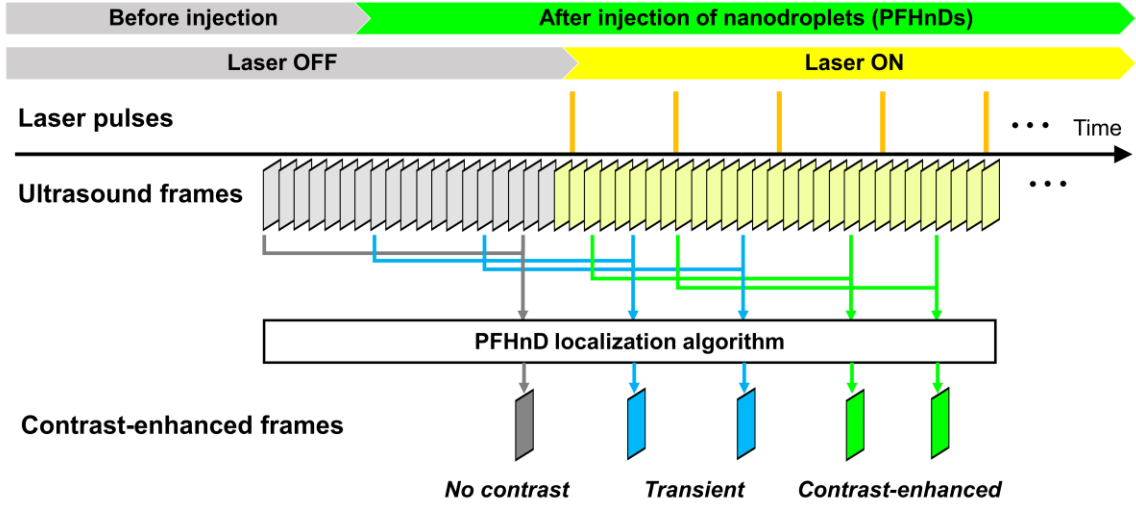 Before injection
After injection of nanodroplets (PFHnDs)
Laser OFF
Laser ON
Laser pulses
• • • Time
Ultrasound frames
• • •
PFHnD localization algorithm
Contrast-enhanced frames
No contrast
Transient
Contrast-enhanced